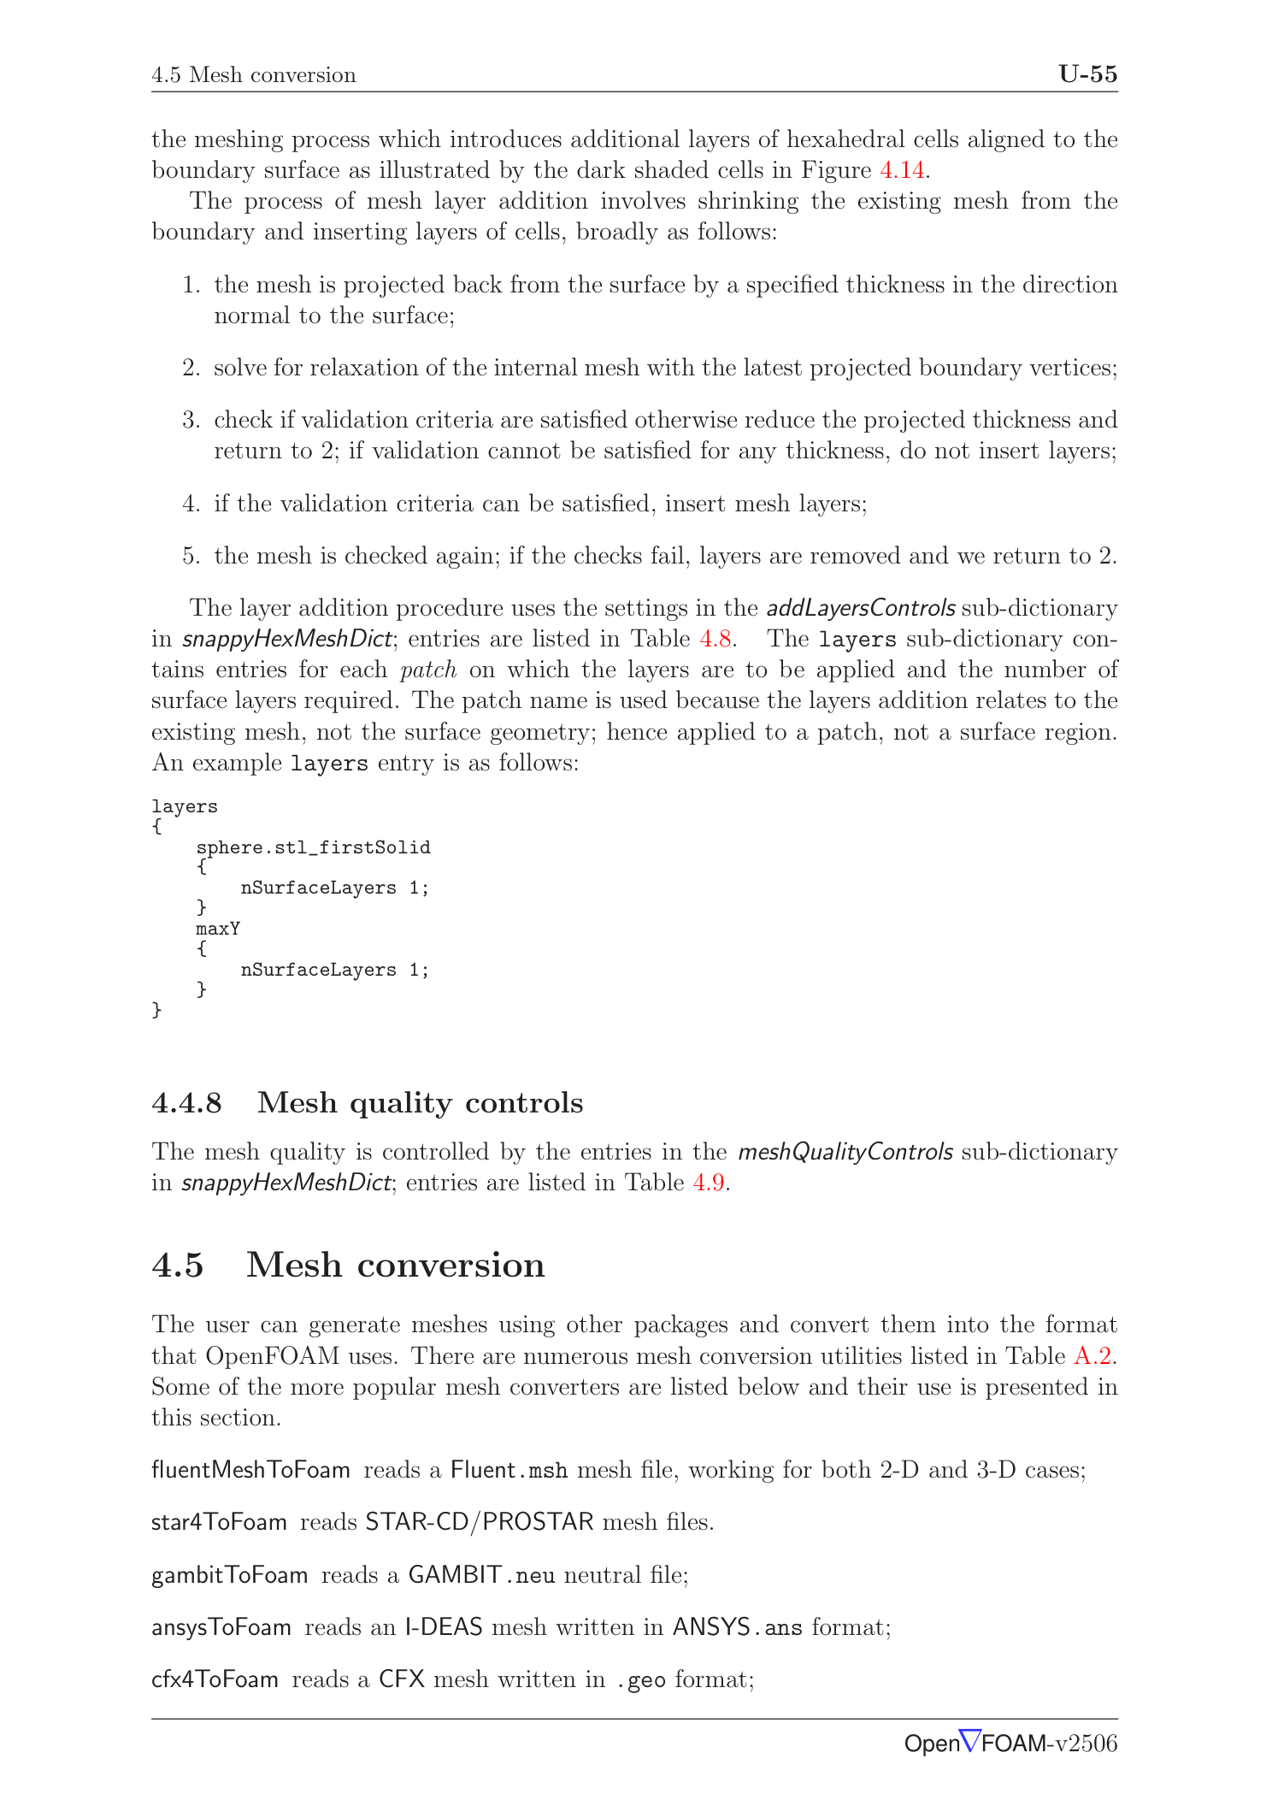 4.5 Mesh conversion U-55
the meshing process which introduces additional layers of hexahedral cells aligned to the
boundary surface as illustrated by the dark shaded cells in Figure 4.14.
The process of mesh layer addition involves shrinking the existing mesh from the
boundary and inserting layers of cells, broadly as follows:
1. the mesh is projected back from the surface by a specified thickness in the direction
normal to the surface;
2. solve for relaxation of the internal mesh with the latest projected boundary vertices;
3. check if validation criteria are satisfied otherwise reduce the projected thickness and
return to 2; if validation cannot be satisfied for any thickness, do not insert layers;
4. if the validation criteria can be satisfied, insert mesh layers;
5. the mesh is checked again; if the checks fail, layers are removed and we return to 2.
The layer addition procedure uses the settings in the addLayersControls sub-dictionary
in snappyHexMeshDict; entries are listed in Table 4.8. The layers sub-dictionary con-
tains entries for each patch on which the layers are to be applied and the number of
surface layers required. The patch name is used because the layers addition relates to the
existing mesh, not the surface geometry; hence applied to a patch, not a surface region.
An example layers entry is as follows:
layers
{
    sphere.stl_firstSolid
    {
        nSurfaceLayers 1;
    }
    maxY
    {
        nSurfaceLayers 1;
    }
}
4.4.8 Mesh quality controls
The mesh quality is controlled by the entries in the meshQualityControls sub-dictionary
in snappyHexMeshDict; entries are listed in Table 4.9.
4.5 Mesh conversion
The user can generate meshes using other packages and convert them into the format
that OpenFOAM uses. There are numerous mesh conversion utilities listed in Table A.2.
Some of the more popular mesh converters are listed below and their use is presented in
this section.
fluentMeshToFoam reads a Fluent.msh mesh file, working for both 2-D and 3-D cases;
star4ToFoam reads STAR-CD/PROSTAR mesh files.
gambitToFoam reads a GAMBIT.neu neutral file;
ansysToFoam reads an I-DEAS mesh written in ANSYS.ans format;
cfx4ToFoam reads a CFX mesh written in .geo format;
Open∇FOAM-v2506